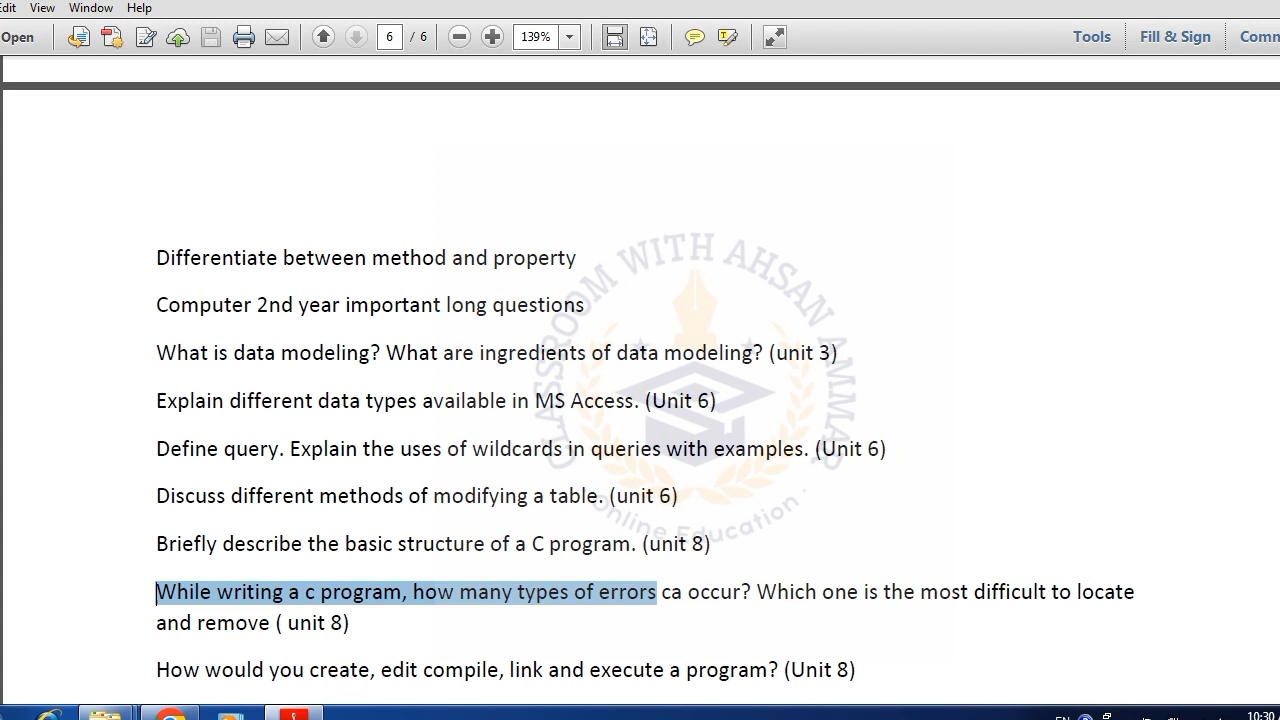 Edit View Window Help
Open 6 / 6 139% Tools Fill & Sign Comm
CLASSROOM WITH AHSAN AMMAR
Online Education
Differentiate between method and property
Computer 2nd year important long questions
What is data modeling? What are ingredients of data modeling? (unit 3)
Explain different data types available in MS Access. (Unit 6)
Define query. Explain the uses of wildcards in queries with examples. (Unit 6)
Discuss different methods of modifying a table. (unit 6)
Briefly describe the basic structure of a C program. (unit 8)
While writing a c program, how many types of errors ca occur? Which one is the most difficult to locate
and remove ( unit 8)
How would you create, edit compile, link and execute a program? (Unit 8)
EN 10:30